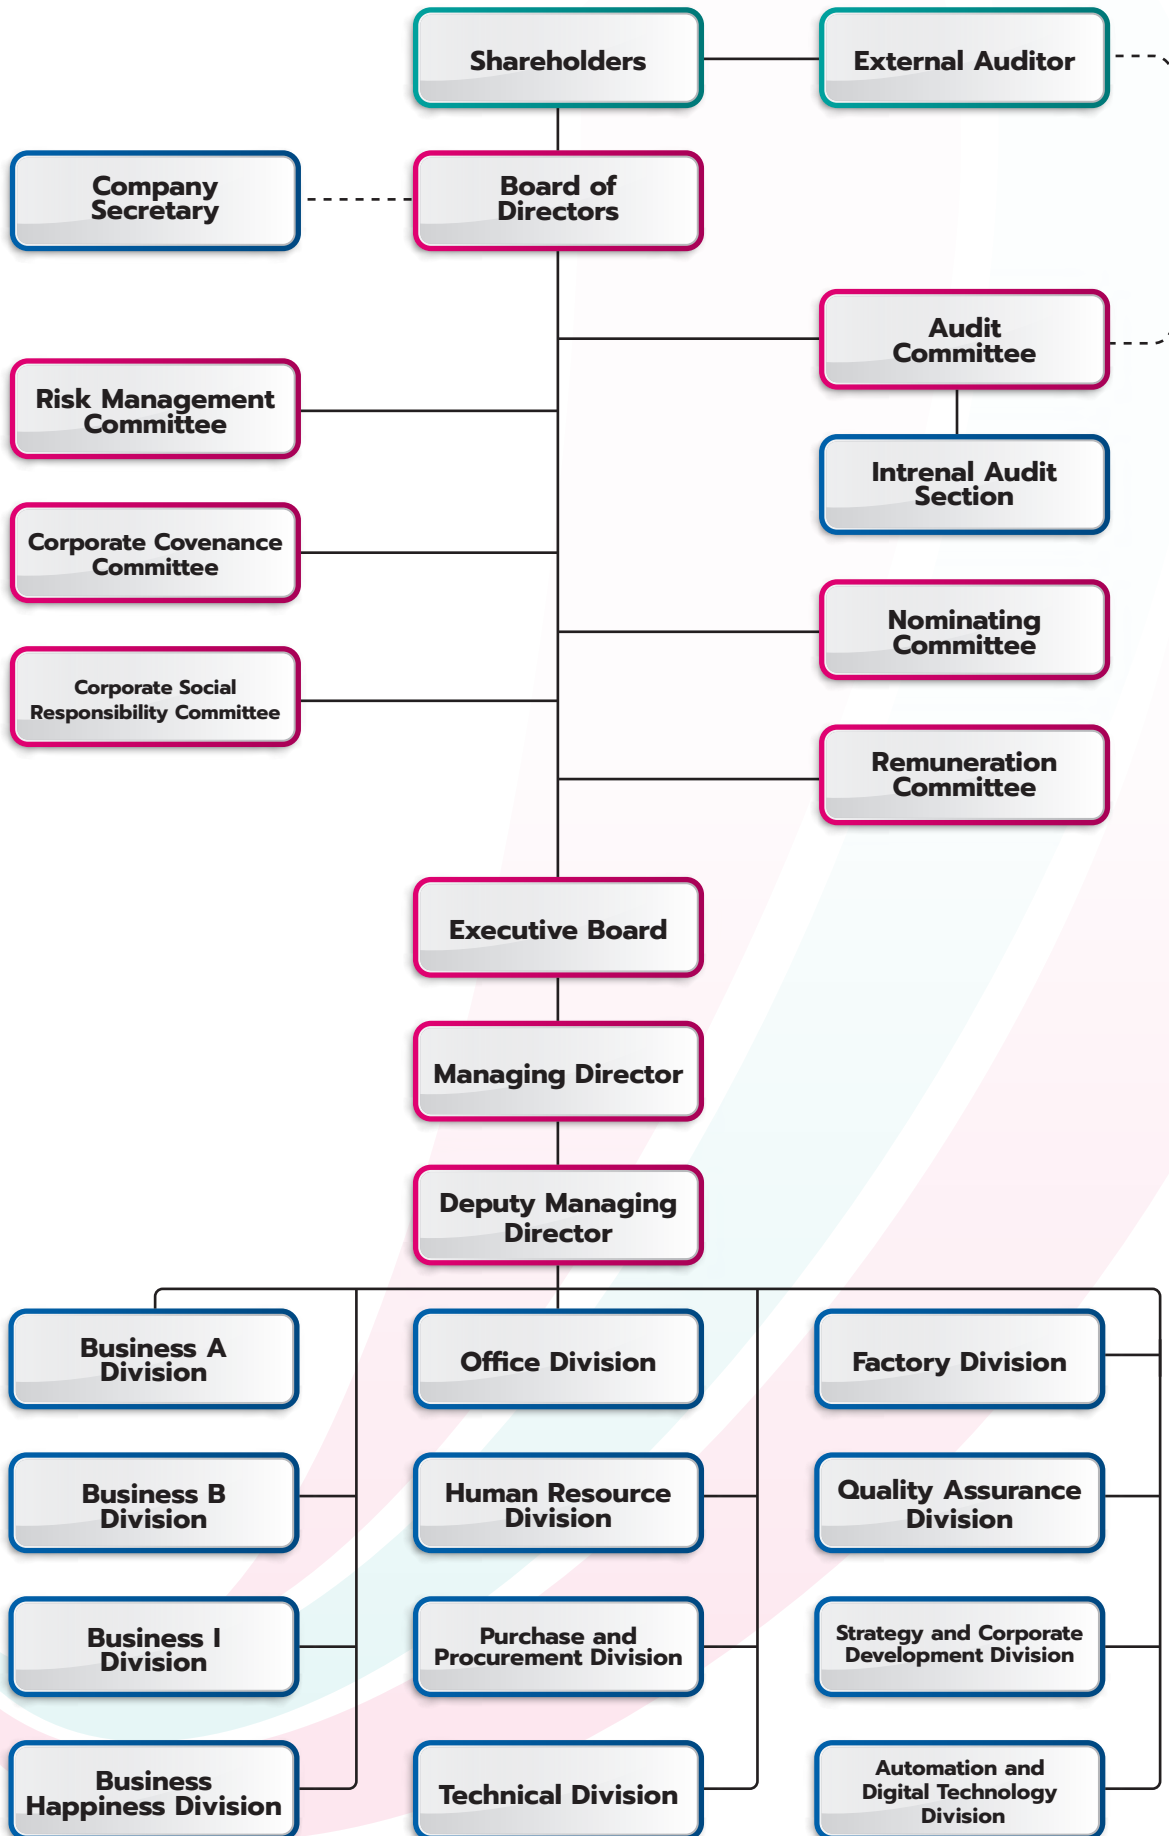 Shareholders
External Auditor
Company
Secretary
Board of
Directors
Audit
Committee
Risk Management
Committee
Intrenal Audit
Section
Corporate Covenance
Committee
Nominating
Committee
Corporate Social
Responsibility Committee
Remuneration
Committee
Executive Board
Managing Director
Deputy Managing
Director
Business A
Division
Office Division
Factory Division
Business B
Division
Human Resource
Division
Quality Assurance
Division
Business I
Division
Purchase and
Procurement Division
Strategy and Corporate
Development Division
Business
Happiness Division
Technical Division
Automation and
Digital Technology
Division